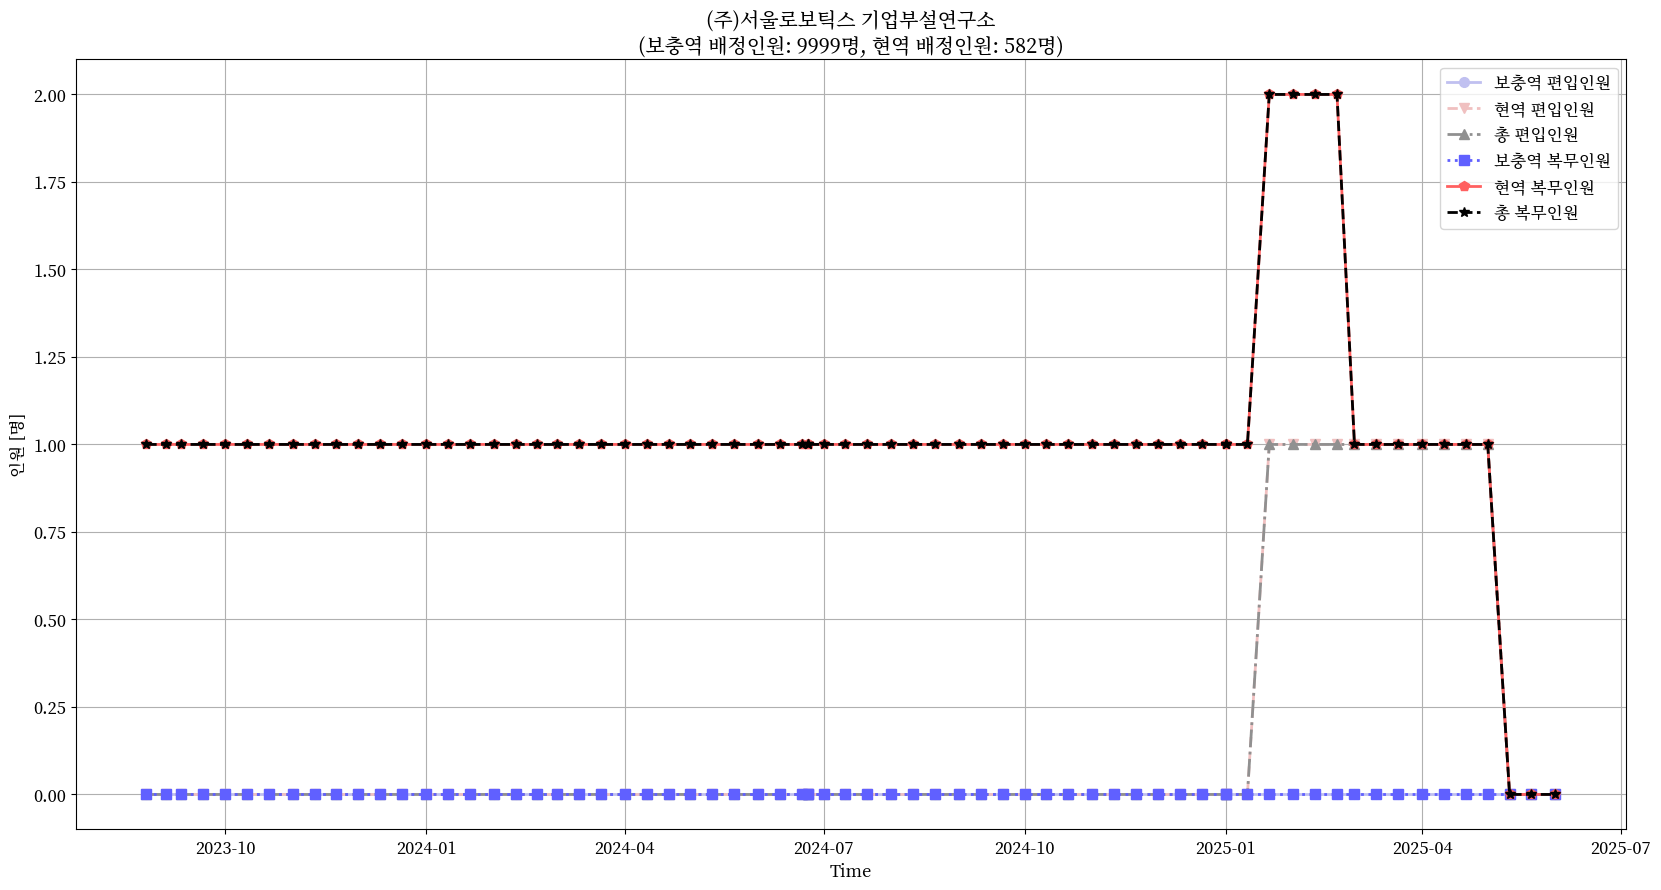 (주)서울로보틱스 기업부설연구소
(보충역 배정인원: 9999명, 현역 배정인원: 582명)
보충역 편입인원
현역 편입인원
총 편입인원
보충역 복무인원
현역 복무인원
총 복무인원
인원 [명]
2.00
1.75
1.50
1.25
1.00
0.75
0.50
0.25
0.00
2023-10
2024-01
2024-04
2024-07
2024-10
2025-01
2025-04
2025-07
Time